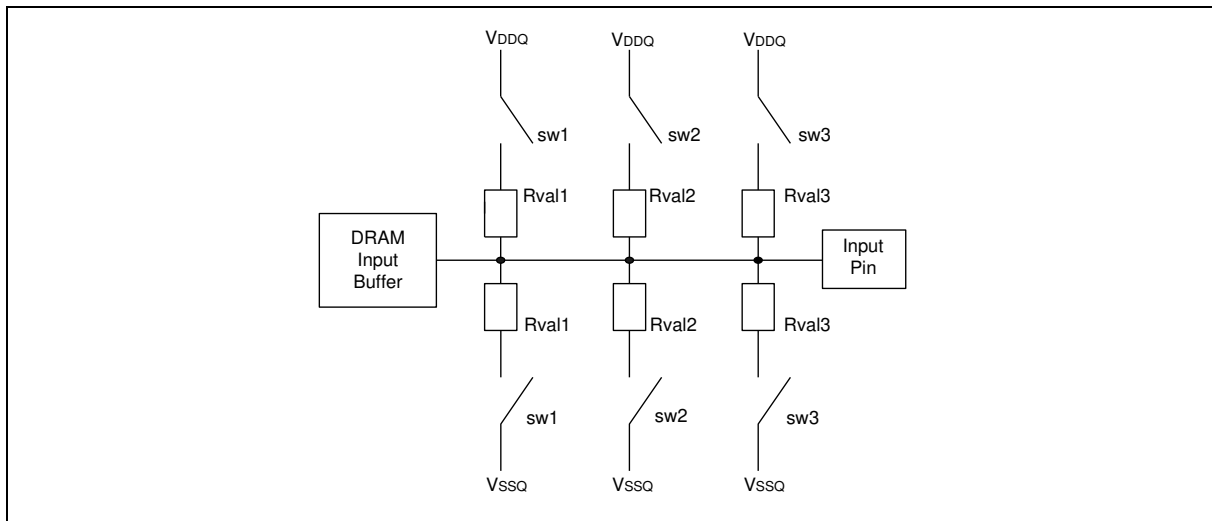 VDDQ VDDQ VDDQ
sw1 sw2 sw3
Rval1 Rval2 Rval3
DRAM
Input
Buffer
Input
Pin
Rval1 Rval2 Rval3
sw1 sw2 sw3
VSSQ VSSQ VSSQ